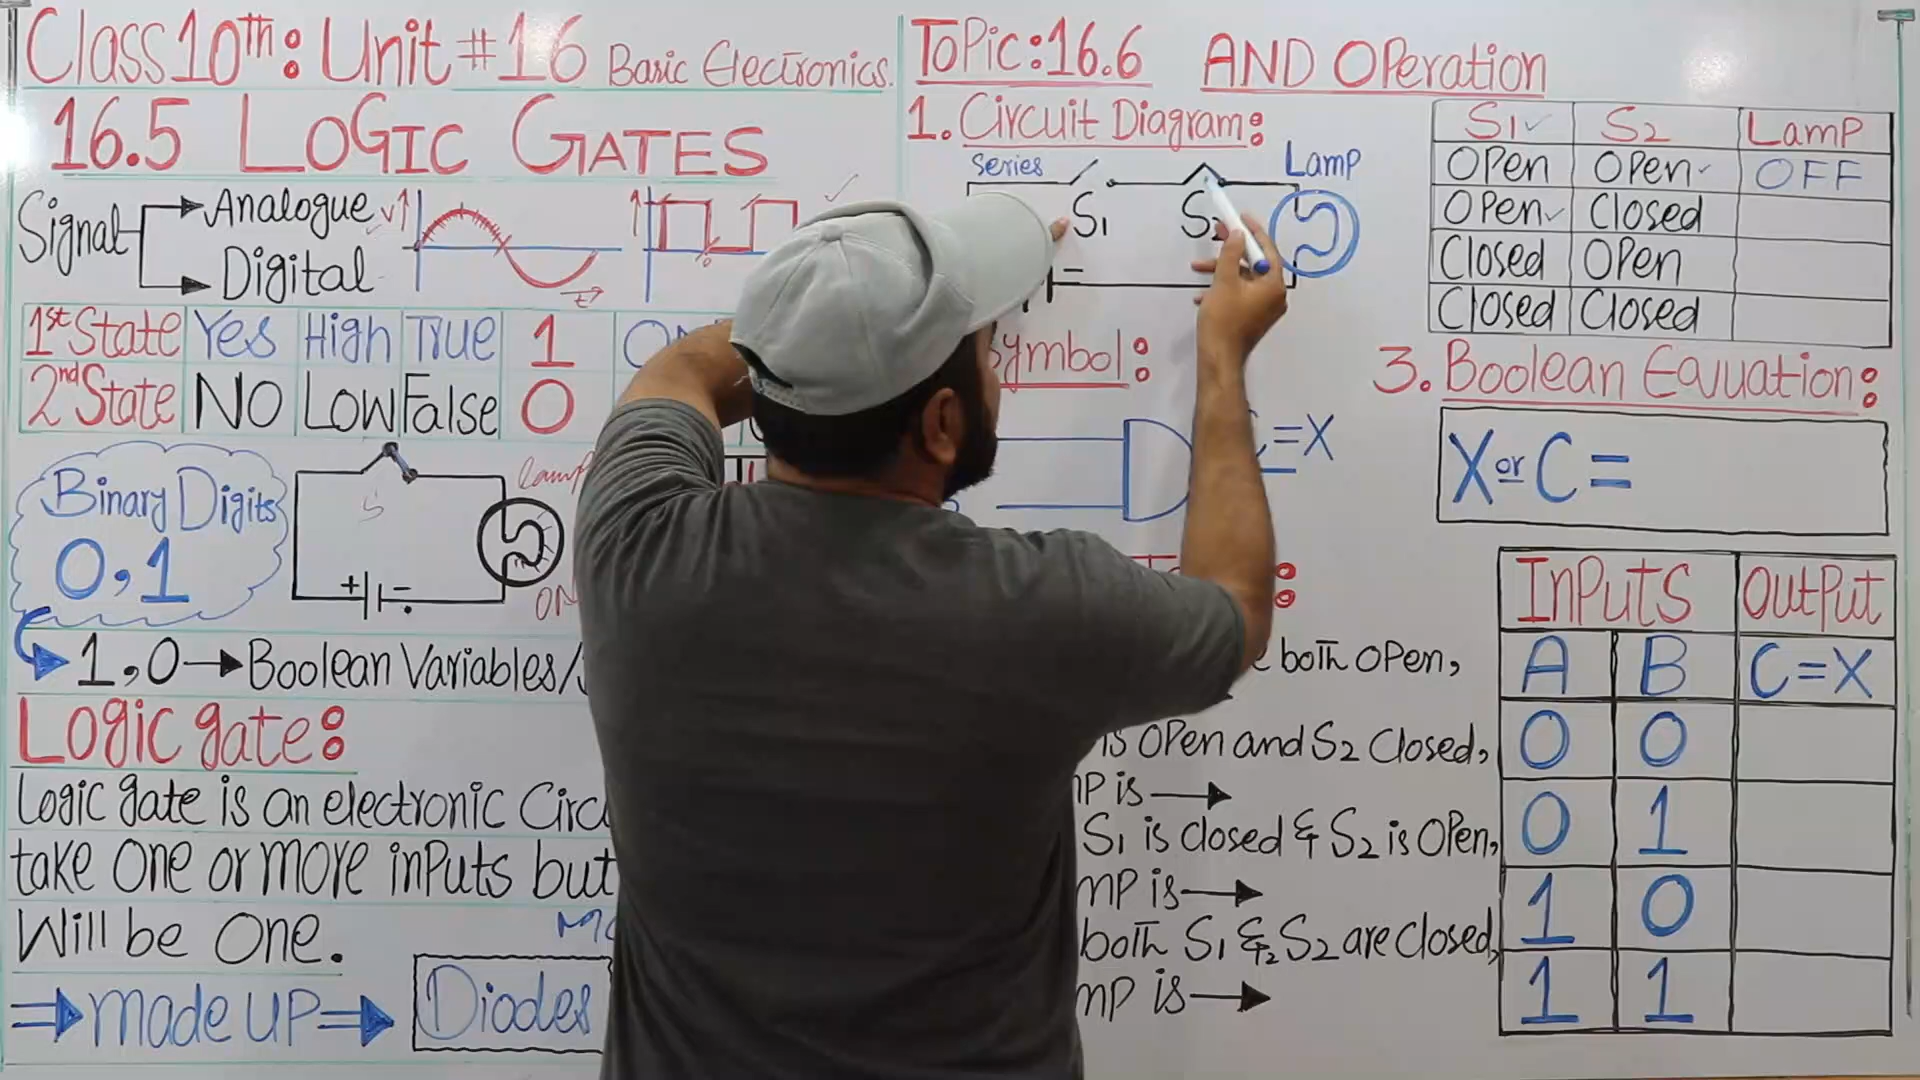 Class 10th: Unit #16 Basic Electronics.
16.5 LOGIC GATES
Signal
Analogue
Digital
V
t
1st State Yes High True 1
2nd State NO Low False 0
Binary Digits
0,1
S
lamp
+ -
1,0 → Boolean Variables/
Logic gate:
Logic gate is an electronic Circ
take one or more inputs but
Will be one.
⇒ made up ⇒ Diodes
Topic:16.6 AND Operation
1. Circuit Diagram:
series
Lamp
S1
S2
S1 S2 Lamp
Open Open OFF
Open Closed
Closed Open
Closed Closed
Symbol:
C=X
3. Boolean Eauuation:
X or C =
both open,
is open and S2 Closed,
mp is →
S1 is closed & S2 is open,
mp is →
both S1 & S2 are closed,
mp is →
Inputs Output
A B C=X
0 0
0 1
1 0
1 1